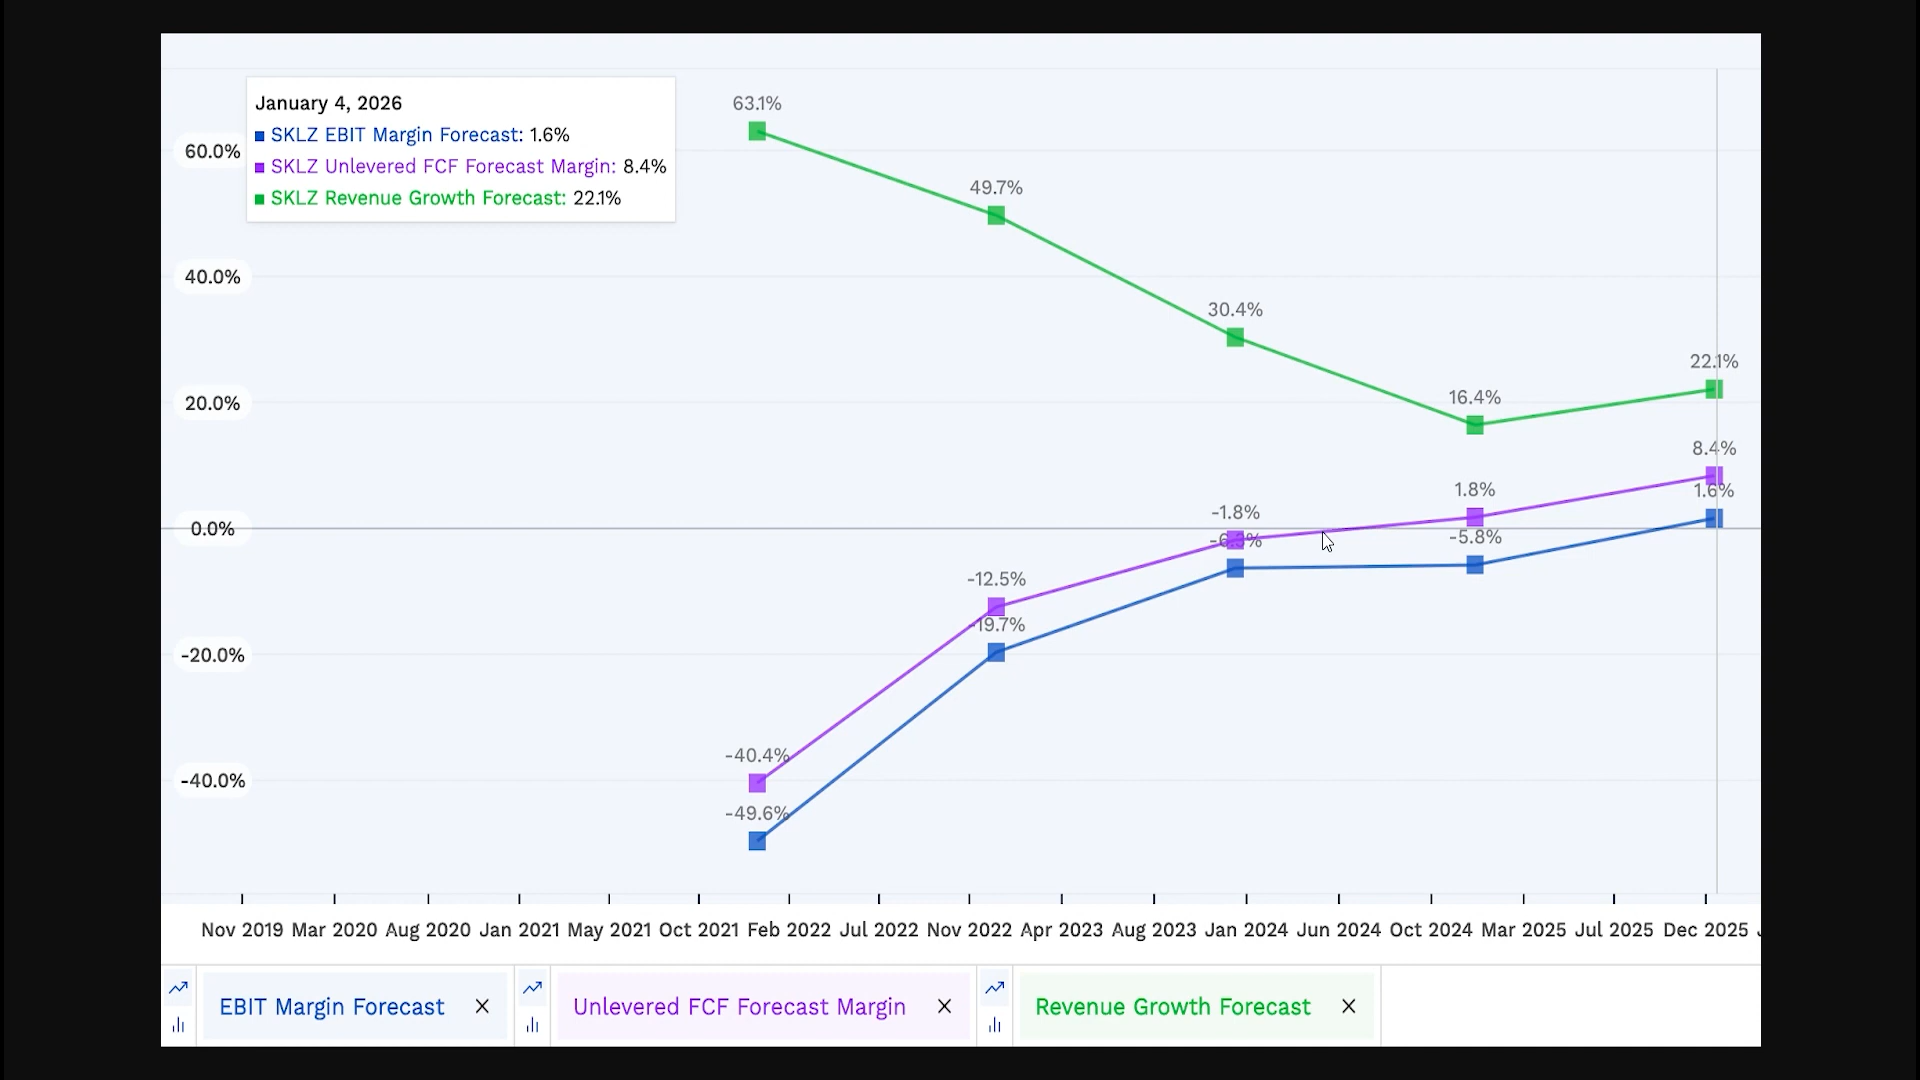 January 4, 2026
SKLZ EBIT Margin Forecast: 1.6%
SKLZ Unlevered FCF Forecast Margin: 8.4%
SKLZ Revenue Growth Forecast: 22.1%
63.1%
60.0%
49.7%
40.0%
30.4%
22.1%
20.0%
16.4%
8.4%
1.8%
1.6%
-1.8%
0.0%
-5.8%
-12.5%
-19.7%
-20.0%
-40.4%
-40.0%
-49.6%
Nov 2019 Mar 2020 Aug 2020 Jan 2021 May 2021 Oct 2021 Feb 2022 Jul 2022 Nov 2022 Apr 2023 Aug 2023 Jan 2024 Jun 2024 Oct 2024 Mar 2025 Jul 2025 Dec 2025
EBIT Margin Forecast
Unlevered FCF Forecast Margin
Revenue Growth Forecast